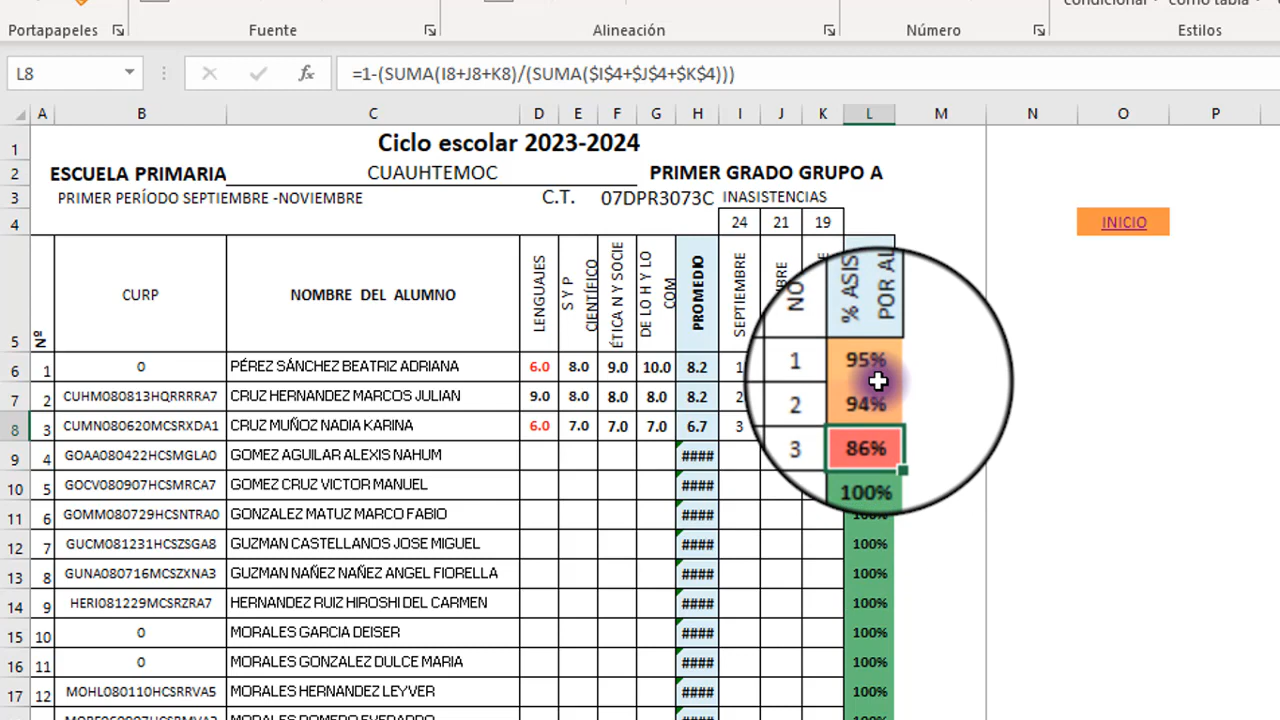 condicional como tabla
Portapapeles Fuente Alineación Número Estilos
L8 fx =1-(SUMA(I8+J8+K8)/(SUMA($I$4+$J$4+$K$4)))
A B C D E F G H I J K L M N O P
1 Ciclo escolar 2023-2024
2 ESCUELA PRIMARIA CUAUHTEMOC PRIMER GRADO GRUPO A
3 PRIMER PERÍODO SEPTIEMBRE -NOVIEMBRE C.T. 07DPR3073C INASISTENCIAS
4 24 21 19 INICIO
5 Nº CURP NOMBRE DEL ALUMNO LENGUAJES S Y P CIENTÍFICO ÉTICA N Y SOCIE DE LO H Y LO COM PROMEDIO SEPTIEMBRE BRE NO % ASIS POR AL
6 1 0 PÉREZ SÁNCHEZ BEATRIZ ADRIANA 6.0 8.0 9.0 10.0 8.2 1 1 95%
7 2 CUHM080813HQRRRRA7 CRUZ HERNANDEZ MARCOS JULIAN 9.0 8.0 8.0 8.0 8.2 2 2 94%
8 3 CUMN080620MCSRXDA1 CRUZ MUÑOZ NADIA KARINA 6.0 7.0 7.0 7.0 6.7 3 3 86%
9 4 GOAA080422HCSMGLA0 GOMEZ AGUILAR ALEXIS NAHUM #### 100%
10 5 GOCV080907HCSMRCA7 GOMEZ CRUZ VICTOR MANUEL ####
11 6 GOMM080729HCSNTRA0 GONZALEZ MATUZ MARCO FABIO #### 100%
12 7 GUCM081231HCSZSGA8 GUZMAN CASTELLANOS JOSE MIGUEL #### 100%
13 8 GUNA080716MCSZXNA3 GUZMAN NAÑEZ NAÑEZ ANGEL FIORELLA #### 100%
14 9 HERI081229MCSRZRA7 HERNANDEZ RUIZ HIROSHI DEL CARMEN #### 100%
15 10 0 MORALES GARCIA DEISER #### 100%
16 11 0 MORALES GONZALEZ DULCE MARIA #### 100%
17 12 MOHL080110HCSRRVA5 MORALES HERNANDEZ LEYVER #### 100%